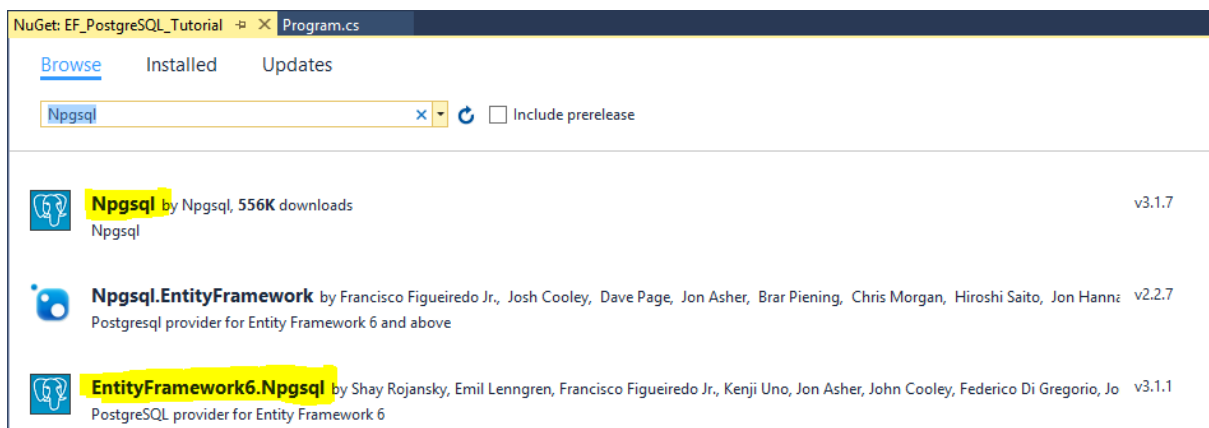 NuGet: EF_PostgreSQL_Tutorial Program.cs
Browse Installed Updates
Npgsql Include prerelease
Npgsql by Npgsql, 556K downloads v3.1.7
Npgsql
Npgsql.EntityFramework by Francisco Figueiredo Jr., Josh Cooley, Dave Page, Jon Asher, Brar Piening, Chris Morgan, Hiroshi Saito, Jon Hanna v2.2.7
Postgresql provider for Entity Framework 6 and above
EntityFramework6.Npgsql by Shay Rojansky, Emil Lenngren, Francisco Figueiredo Jr., Kenji Uno, Jon Asher, John Cooley, Federico Di Gregorio, Jo v3.1.1
PostgreSQL provider for Entity Framework 6